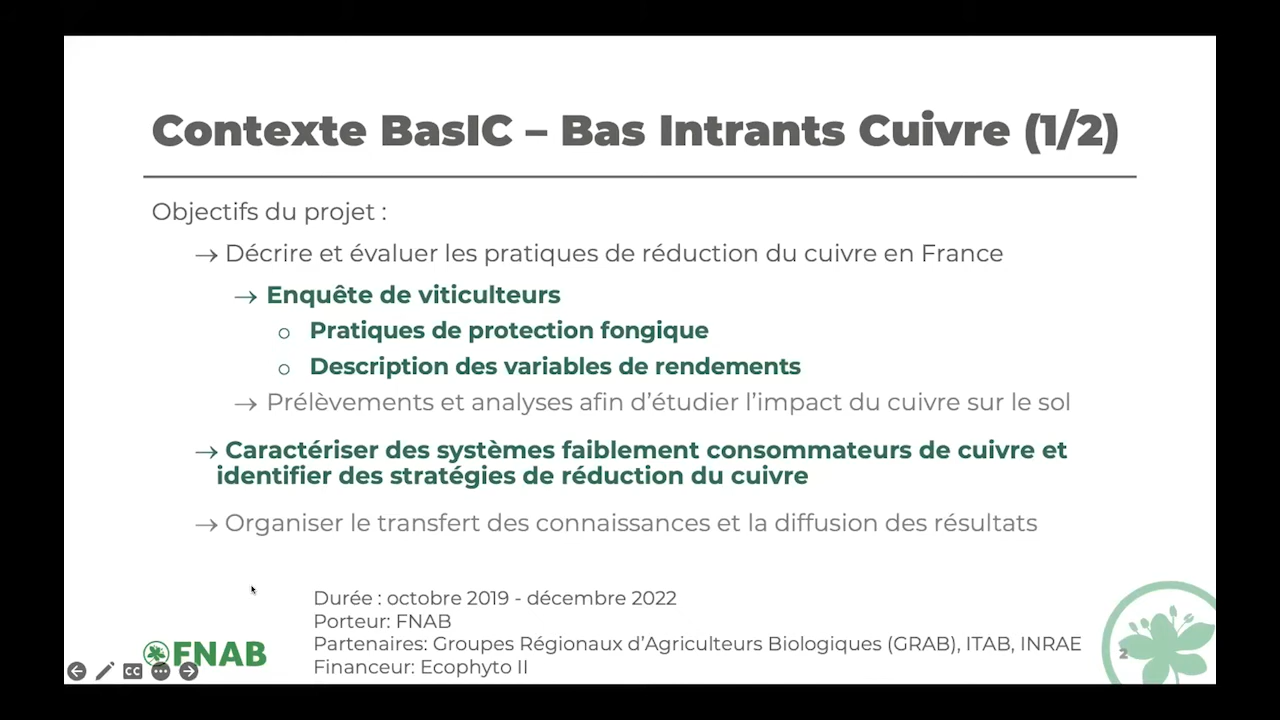 Contexte BasIC – Bas Intrants Cuivre (1/2)
Objectifs du projet :
→ Décrire et évaluer les pratiques de réduction du cuivre en France
→ Enquête de viticulteurs
o Pratiques de protection fongique
o Description des variables de rendements
→ Prélèvements et analyses afin d’étudier l’impact du cuivre sur le sol
→ Caractériser des systèmes faiblement consommateurs de cuivre et
identifier des stratégies de réduction du cuivre
→ Organiser le transfert des connaissances et la diffusion des résultats
Durée : octobre 2019 - décembre 2022
Porteur: FNAB
Partenaires: Groupes Régionaux d’Agriculteurs Biologiques (GRAB), ITAB, INRAE
Financeur: Ecophyto II
FNAB
CC
2